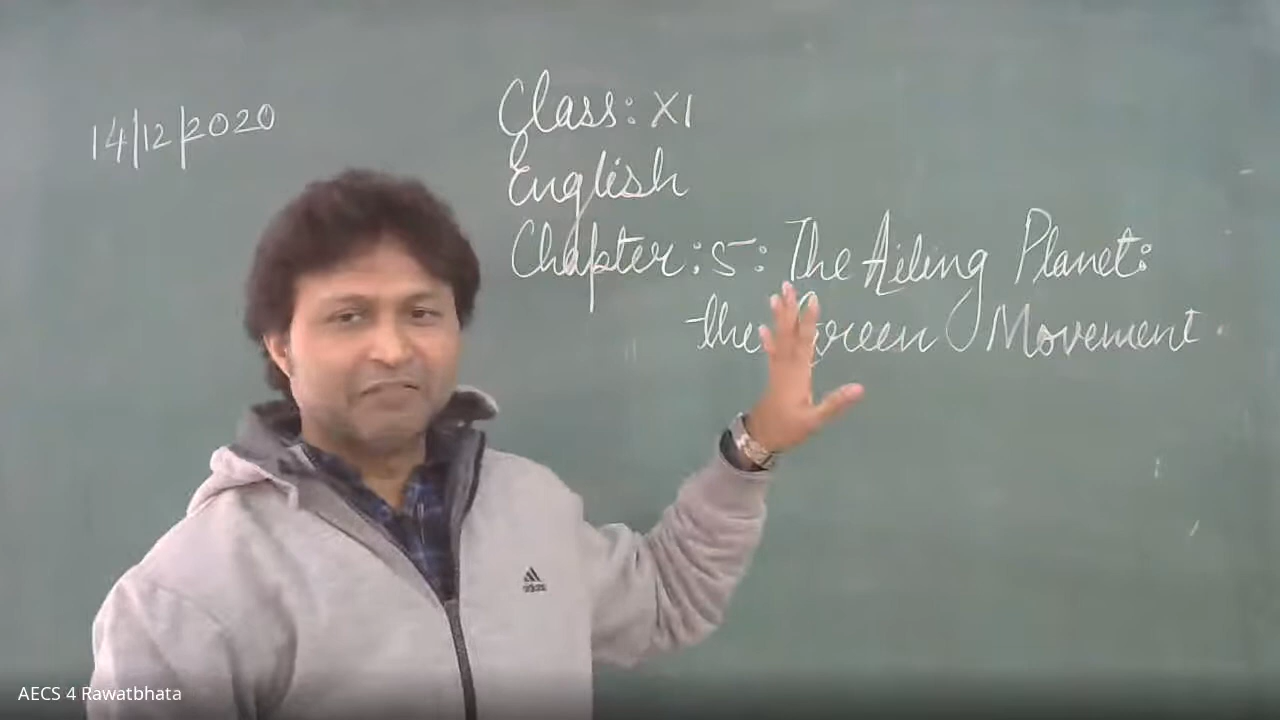 14/12/2020
Class: XI
English
Chapter: 5: The Ailing Planet:
the Green Movement
adidas
AECS 4 Rawatbhata